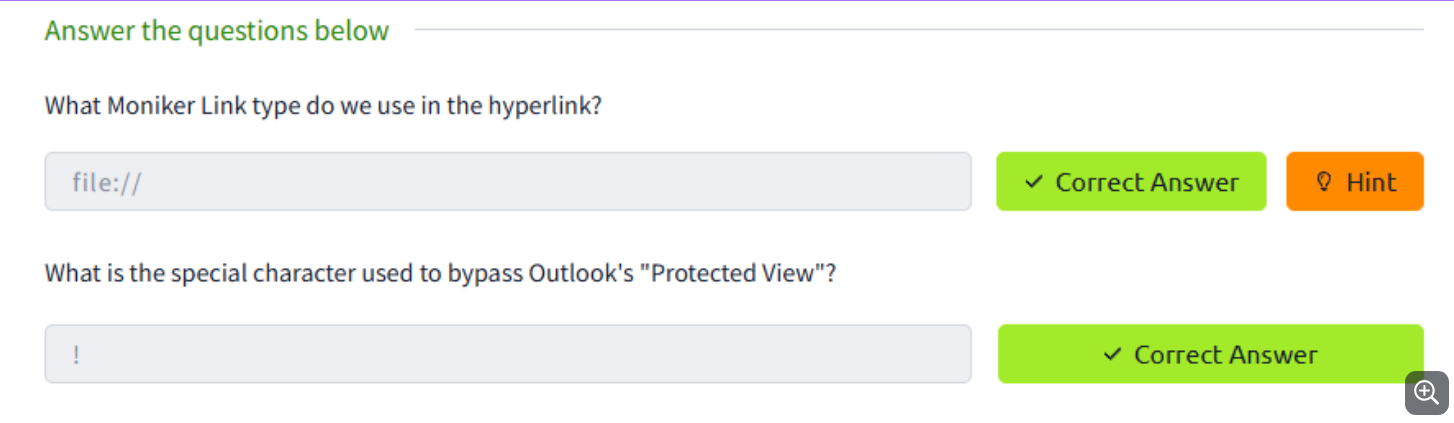 Answer the questions below
What Moniker Link type do we use in the hyperlink?
file://
Correct Answer
Hint
What is the special character used to bypass Outlook's "Protected View"?
!
Correct Answer